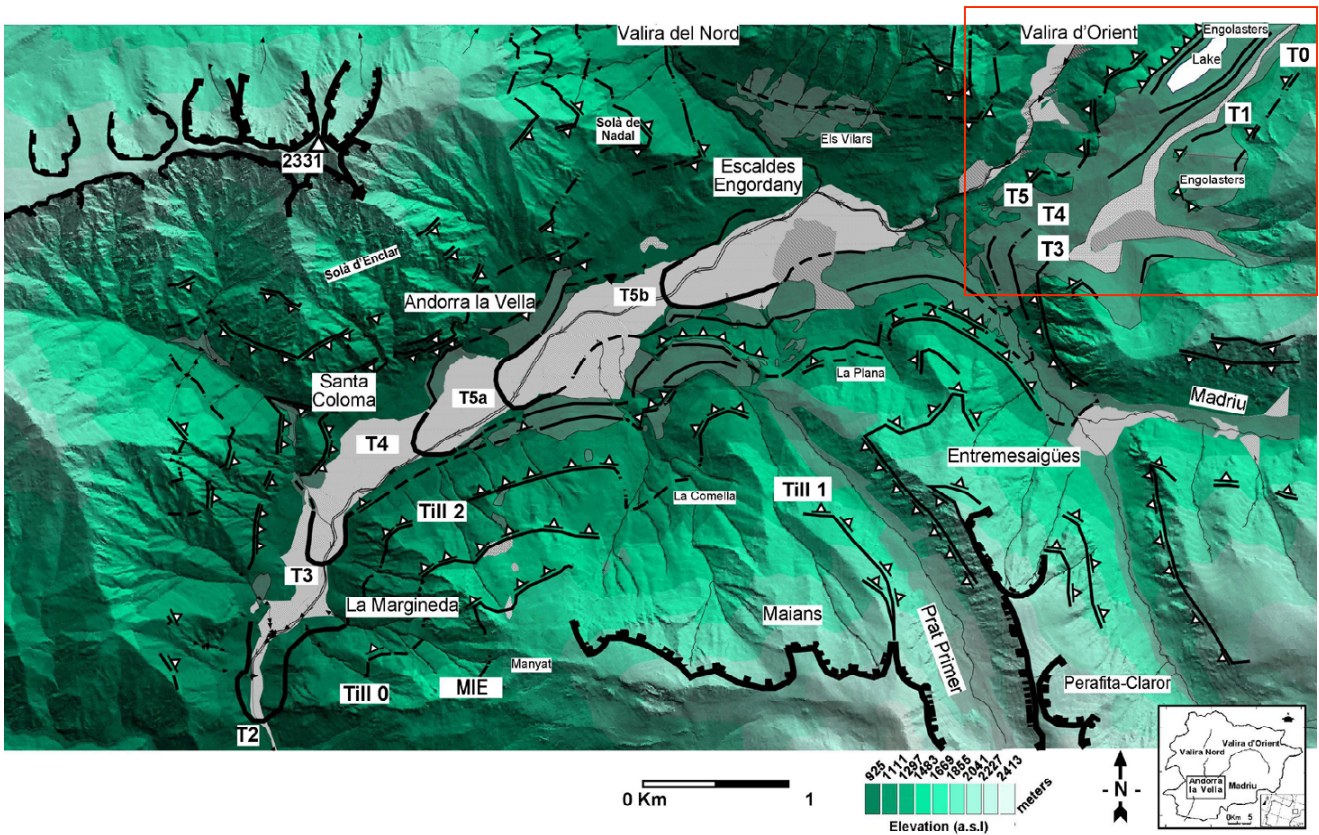 Valira del Nord
Valira d'Orient
Engolasters
Lake
T0
T1
2331
Solà de
Nadal
Els Vilars
Escaldes
Engordany
Engolasters
T5
T4
T3
Solà d'Enclar
Andorra la Vella
T5b
Santa
Coloma
T5a
La Plana
Madriu
T4
Entremesaigües
Till 2
La Comella
Till 1
T3
La Margineda
Maians
Prat Primer
Manyat
Till 0
MIE
Perafita-Claror
T2
Valira d'Orient
Valira Nord
Andorra
la Vella
Madriu
0Km 5
0 Km 1
925
1111
1297
1483
1669
1855
2041
2227
2413
meters
Elevation (a.s.l)
- N -